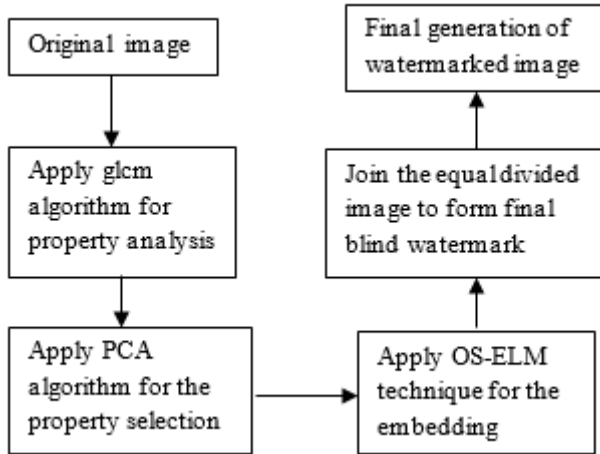 Original image
Apply glcm
algorithm for
property analysis
Apply PCA
algorithm for the
property selection
Apply OS-ELM
technique for the
embedding
Join the equal divided
image to form final
blind watermark
Final generation of
watermarked image